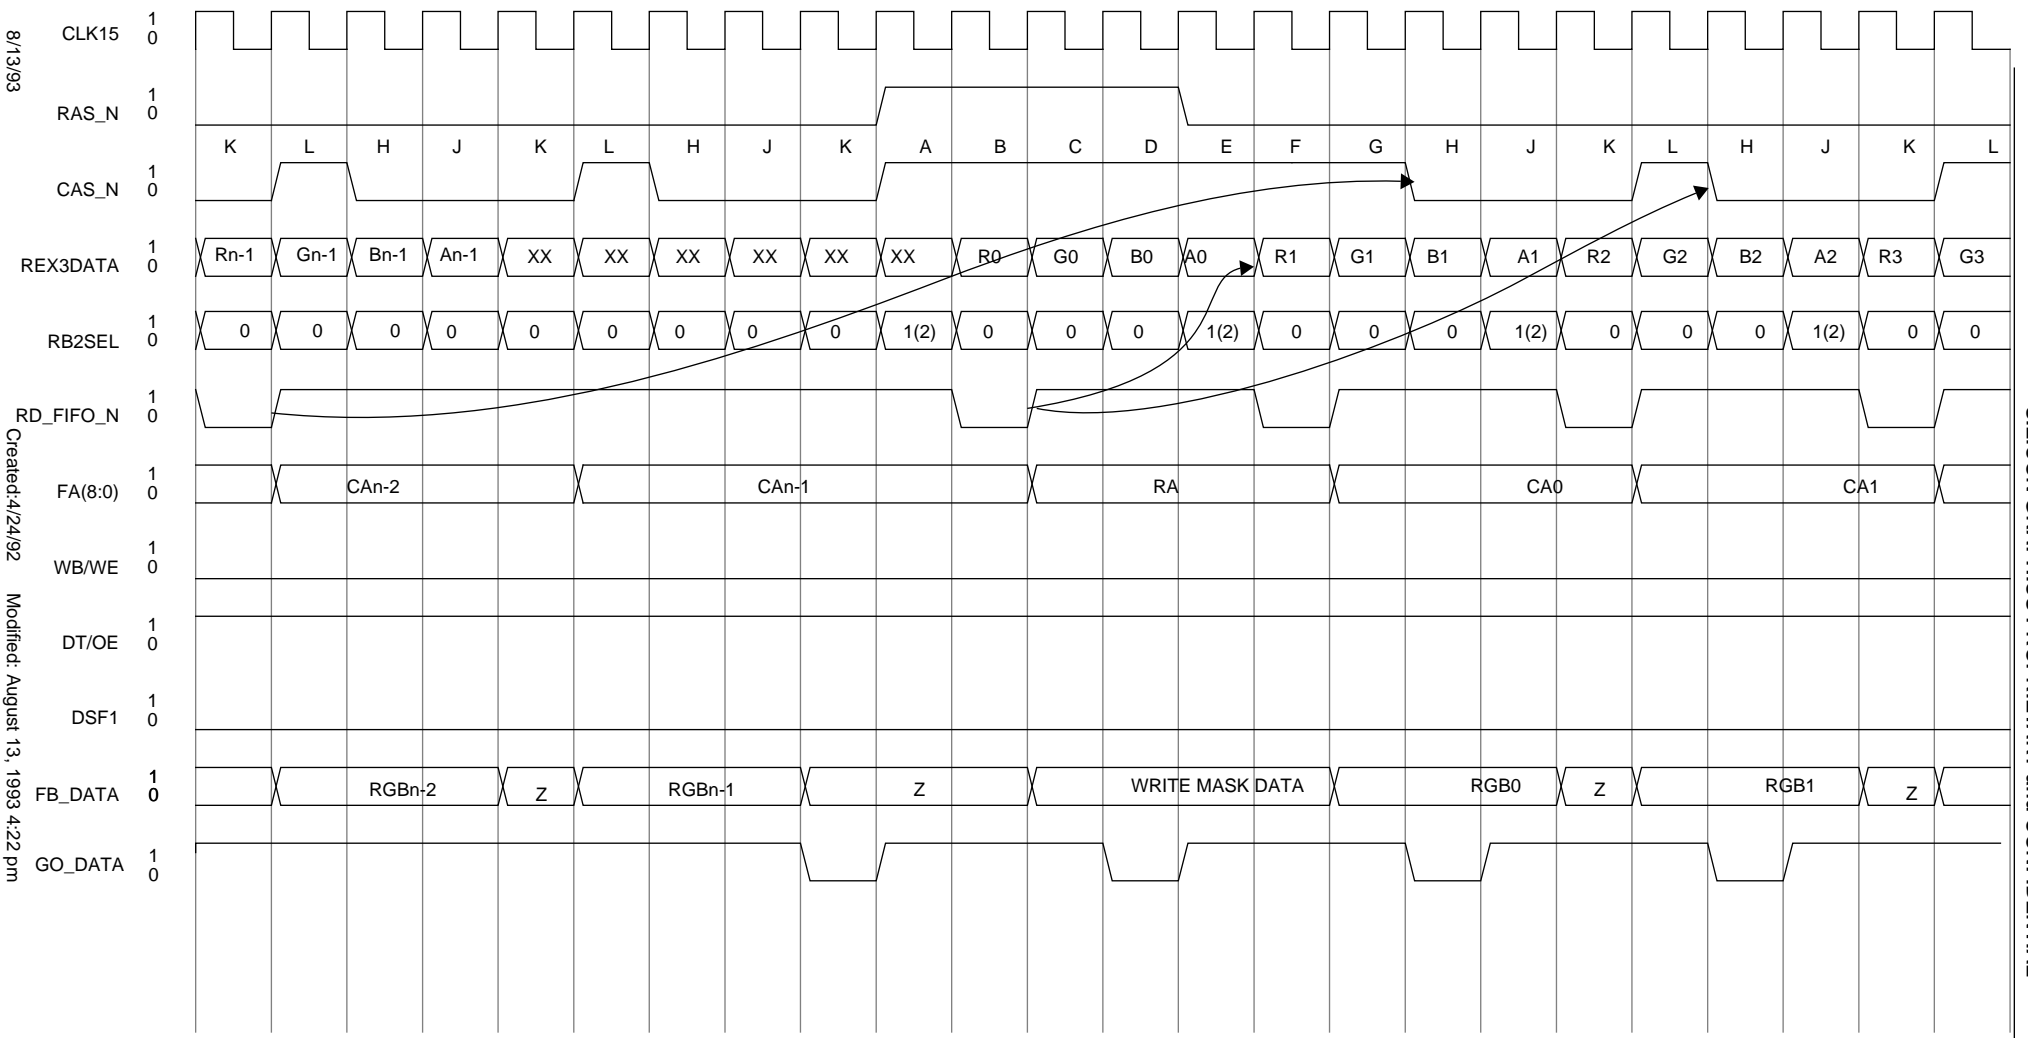 CLK15 1 0
RAS_N 1 0
K L H J K L H J K A B C D E F G H J K L H J K L
CAS_N 1 0
REX3DATA 1 0 Rn-1 Gn-1 Bn-1 An-1 XX XX XX XX XX XX R0 G0 B0 A0 R1 G1 B1 A1 R2 G2 B2 A2 R3 G3
RB2SEL 1 0 0 0 0 0 0 0 0 0 0 1(2) 0 0 0 1(2) 0 0 0 1(2) 0 0 0 1(2) 0 0
RD_FIFO_N 1 0
FA(8:0) 1 0 CAn-2 CAn-1 RA CA0 CA1
WB/WE 1 0
DT/OE 1 0
DSF1 1 0
FB_DATA 1 0 RGBn-2 Z RGBn-1 Z WRITE MASK DATA RGB0 Z RGB1 Z
GO_DATA 1 0
8/13/93 Created:4/24/92 Modified: August 13, 1993 4:22 pm